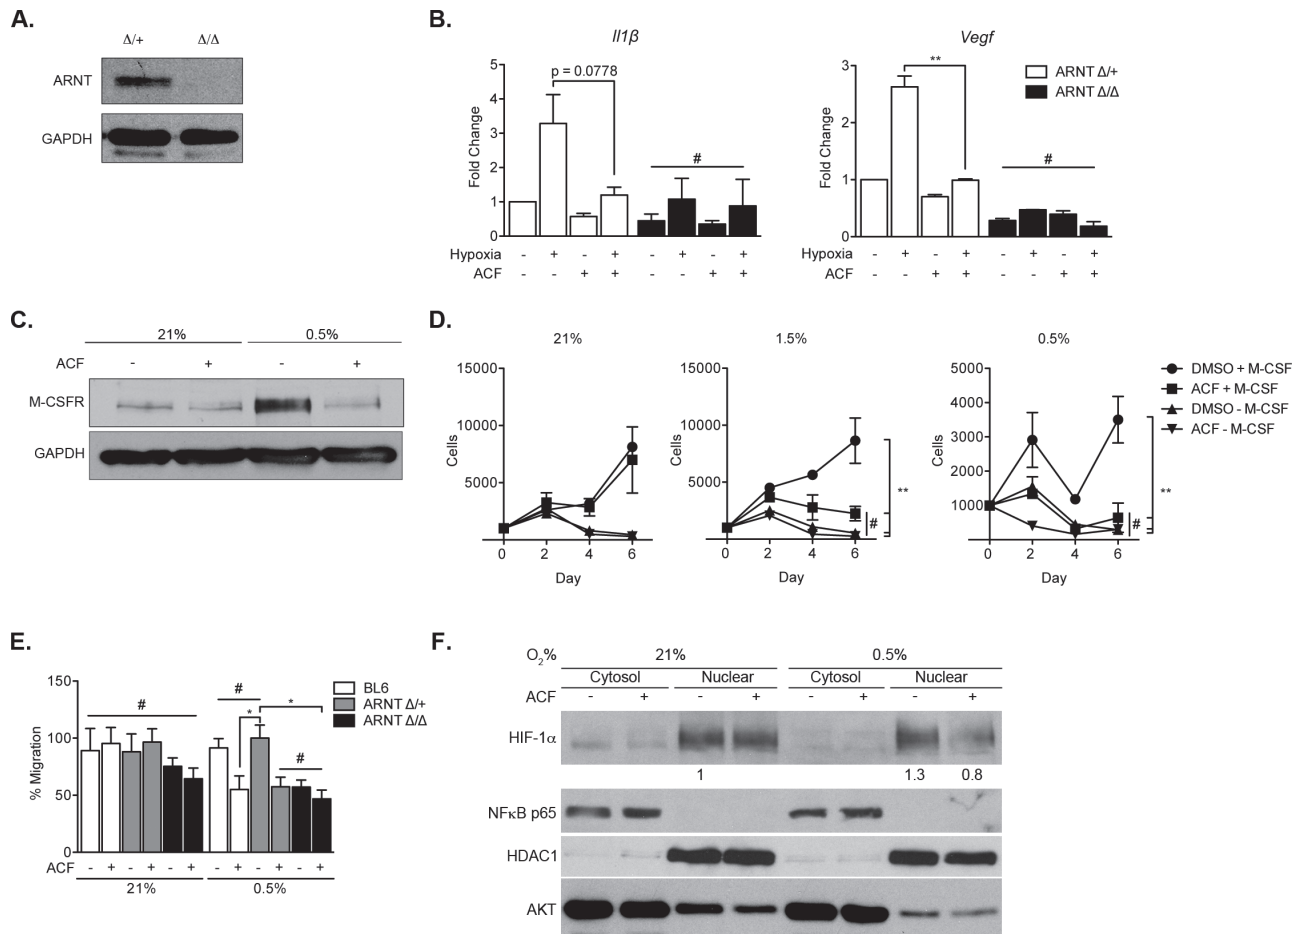 A.
Δ/+ Δ/Δ
ARNT
GAPDH
B.
Il1β
p = 0.0778
#
5
4
3
2
1
0
Fold Change
Hypoxia - + - + - + - +
ACF - - + + - - + +
Vegf
**
#
3
2
1
0
Fold Change
Hypoxia - + - + - + - +
ACF - - + + - - + +
ARNT Δ/+
ARNT Δ/Δ
C.
21% 0.5%
ACF - + - +
M-CSFR
GAPDH
D.
21%
15000
10000
5000
Cells
0 2 4 6
Day
1.5%
15000
10000
5000
Cells
0 2 4 6
Day
**
#
0.5%
5000
4000
3000
2000
1000
Cells
0 2 4 6
Day
**
#
DMSO + M-CSF
ACF + M-CSF
DMSO - M-CSF
ACF - M-CSF
E.
150
100
50
0
% Migration
#
#
*
*
#
BL6
ARNT Δ/+
ARNT Δ/Δ
ACF - + - + - + - + - + - +
21% 0.5%
F.
O2% 21% 0.5%
Cytosol Nuclear Cytosol Nuclear
ACF - + - + - + - +
HIF-1α
1 1.3 0.8
NFκB p65
HDAC1
AKT